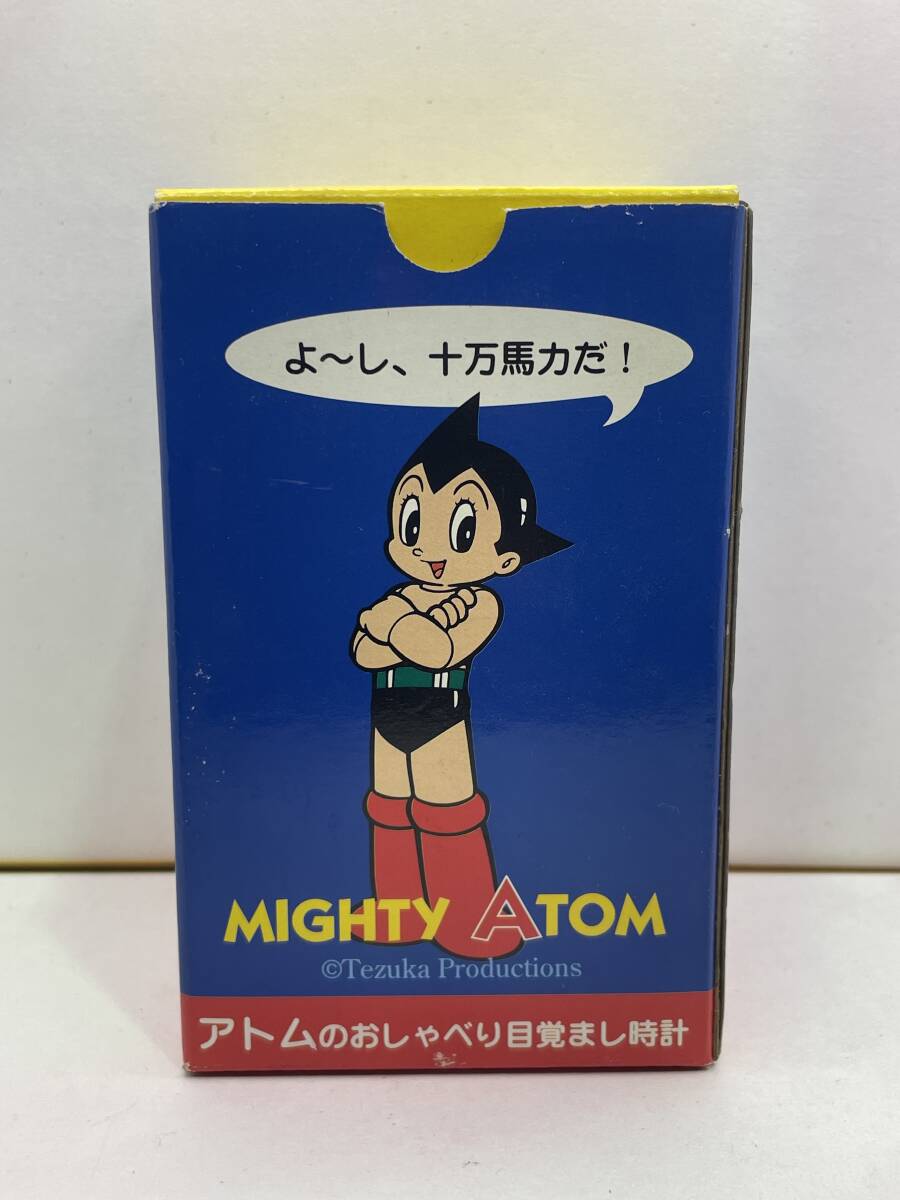 よ～し、十万馬力だ！
MIGHTY ATOM
©Tezuka Productions
アトムのおしゃべり目覚まし時計